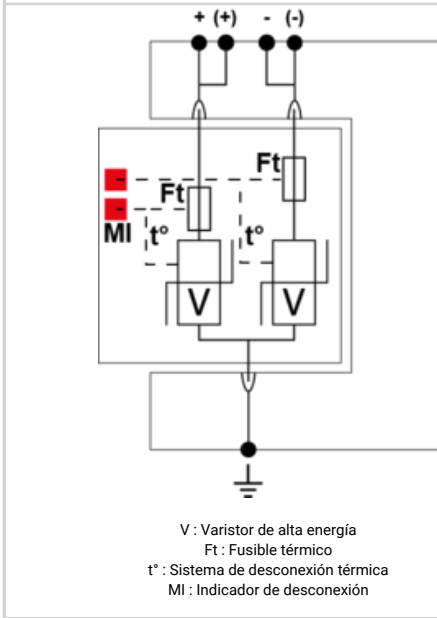 + (+) - (-)
Ft
Ft
MI t° t°
V V
V : Varistor de alta energía
Ft : Fusible térmico
t° : Sistema de desconexión térmica
MI : Indicador de desconexión